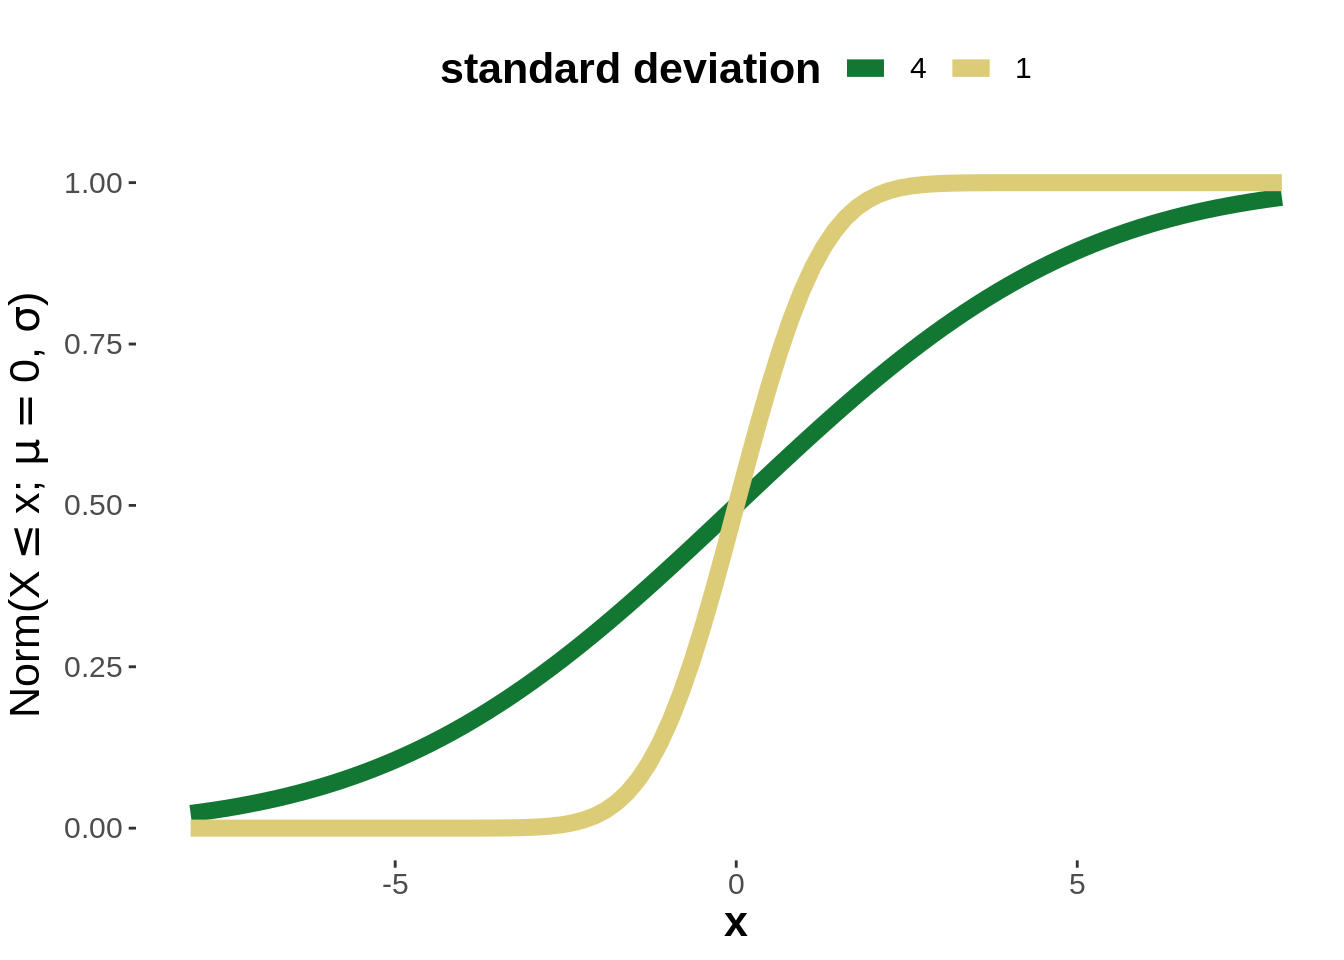 standard deviation 4 1
1.00
0.75
0.50
0.25
0.00
Norm(X ≤ x; μ = 0, σ)
-5 0 5
x